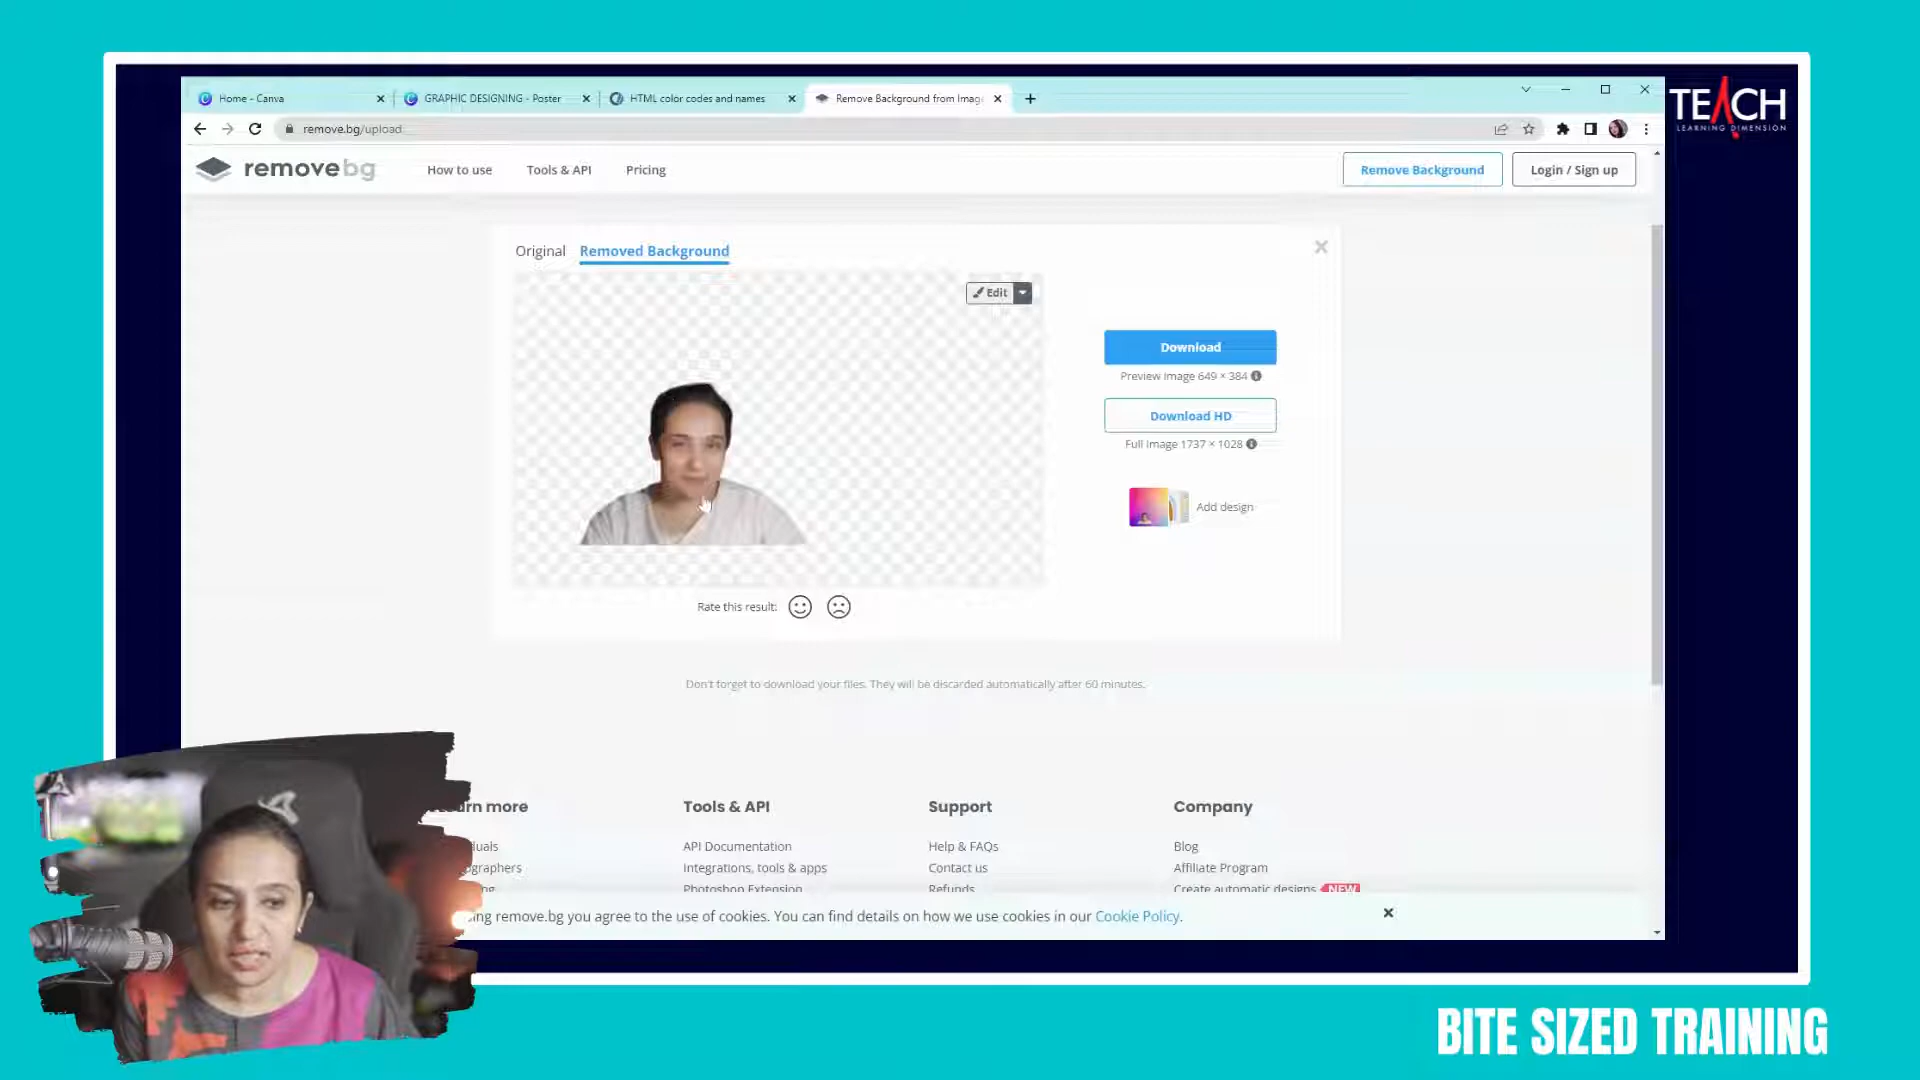 Home - Canva
GRAPHIC DESIGNING - Poster
HTML color codes and names
Remove Background from Imag
TEACH
LEARNING DIMENSION
remove.bg/upload
removebg
How to use
Tools & API
Pricing
Remove Background
Login / Sign up
Original
Removed Background
Edit
Download
Preview Image 649 × 384
Download HD
Full Image 1737 × 1028
Add design
Rate this result:
Don't forget to download your files. They will be discarded automatically after 60 minutes.
rn more
Tools & API
Support
Company
duals
API Documentation
Help & FAQs
Blog
ographers
Integrations, tools & apps
Contact us
Affiliate Program
Photoshop Extension
Refunds
Create automatic designs
NEW
ing remove.bg you agree to the use of cookies. You can find details on how we use cookies in our Cookie Policy.
BITE SIZED TRAINING